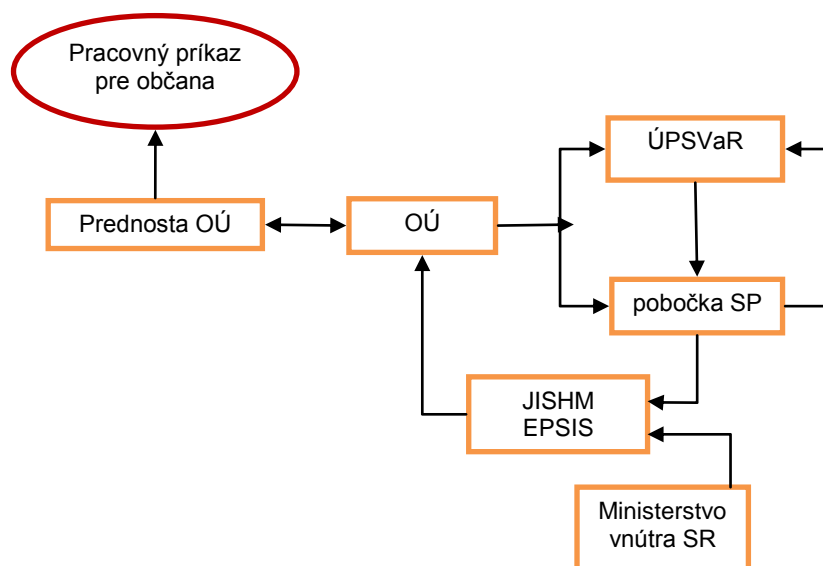 Pracovný príkaz
pre občana
ÚPSVaR
Prednosta OÚ
OÚ
pobočka SP
JISHM
EPSIS
Ministerstvo
vnútra SR